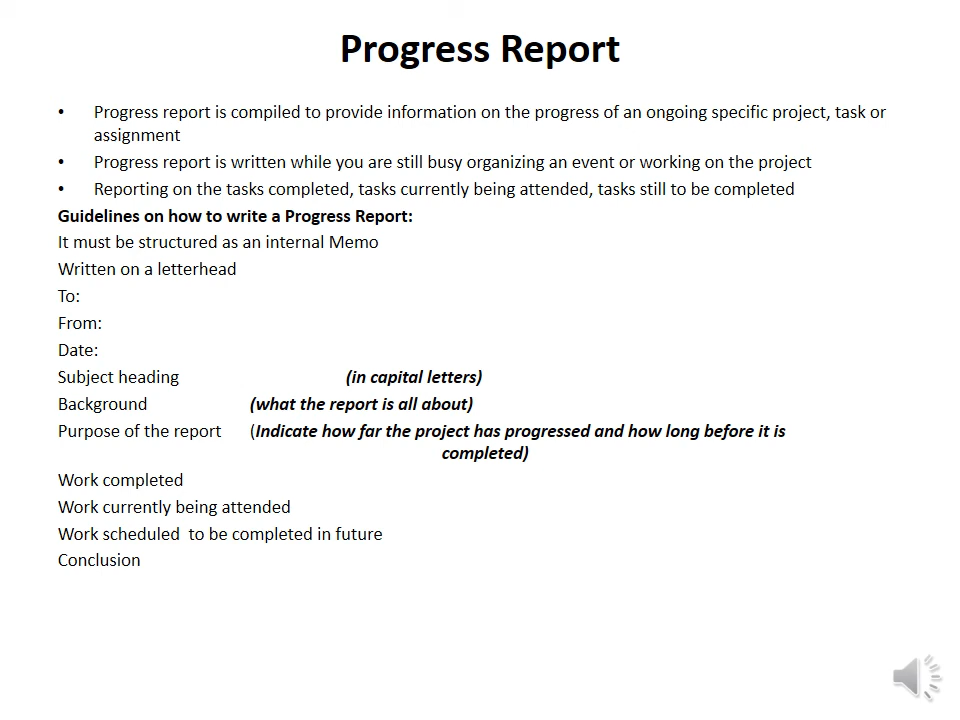 Progress Report
• Progress report is compiled to provide information on the progress of an ongoing specific project, task or
assignment
• Progress report is written while you are still busy organizing an event or working on the project
• Reporting on the tasks completed, tasks currently being attended, tasks still to be completed
Guidelines on how to write a Progress Report:
It must be structured as an internal Memo
Written on a letterhead
To:
From:
Date:
Subject heading (in capital letters)
Background (what the report is all about)
Purpose of the report (Indicate how far the project has progressed and how long before it is
completed)
Work completed
Work currently being attended
Work scheduled  to be completed in future
Conclusion